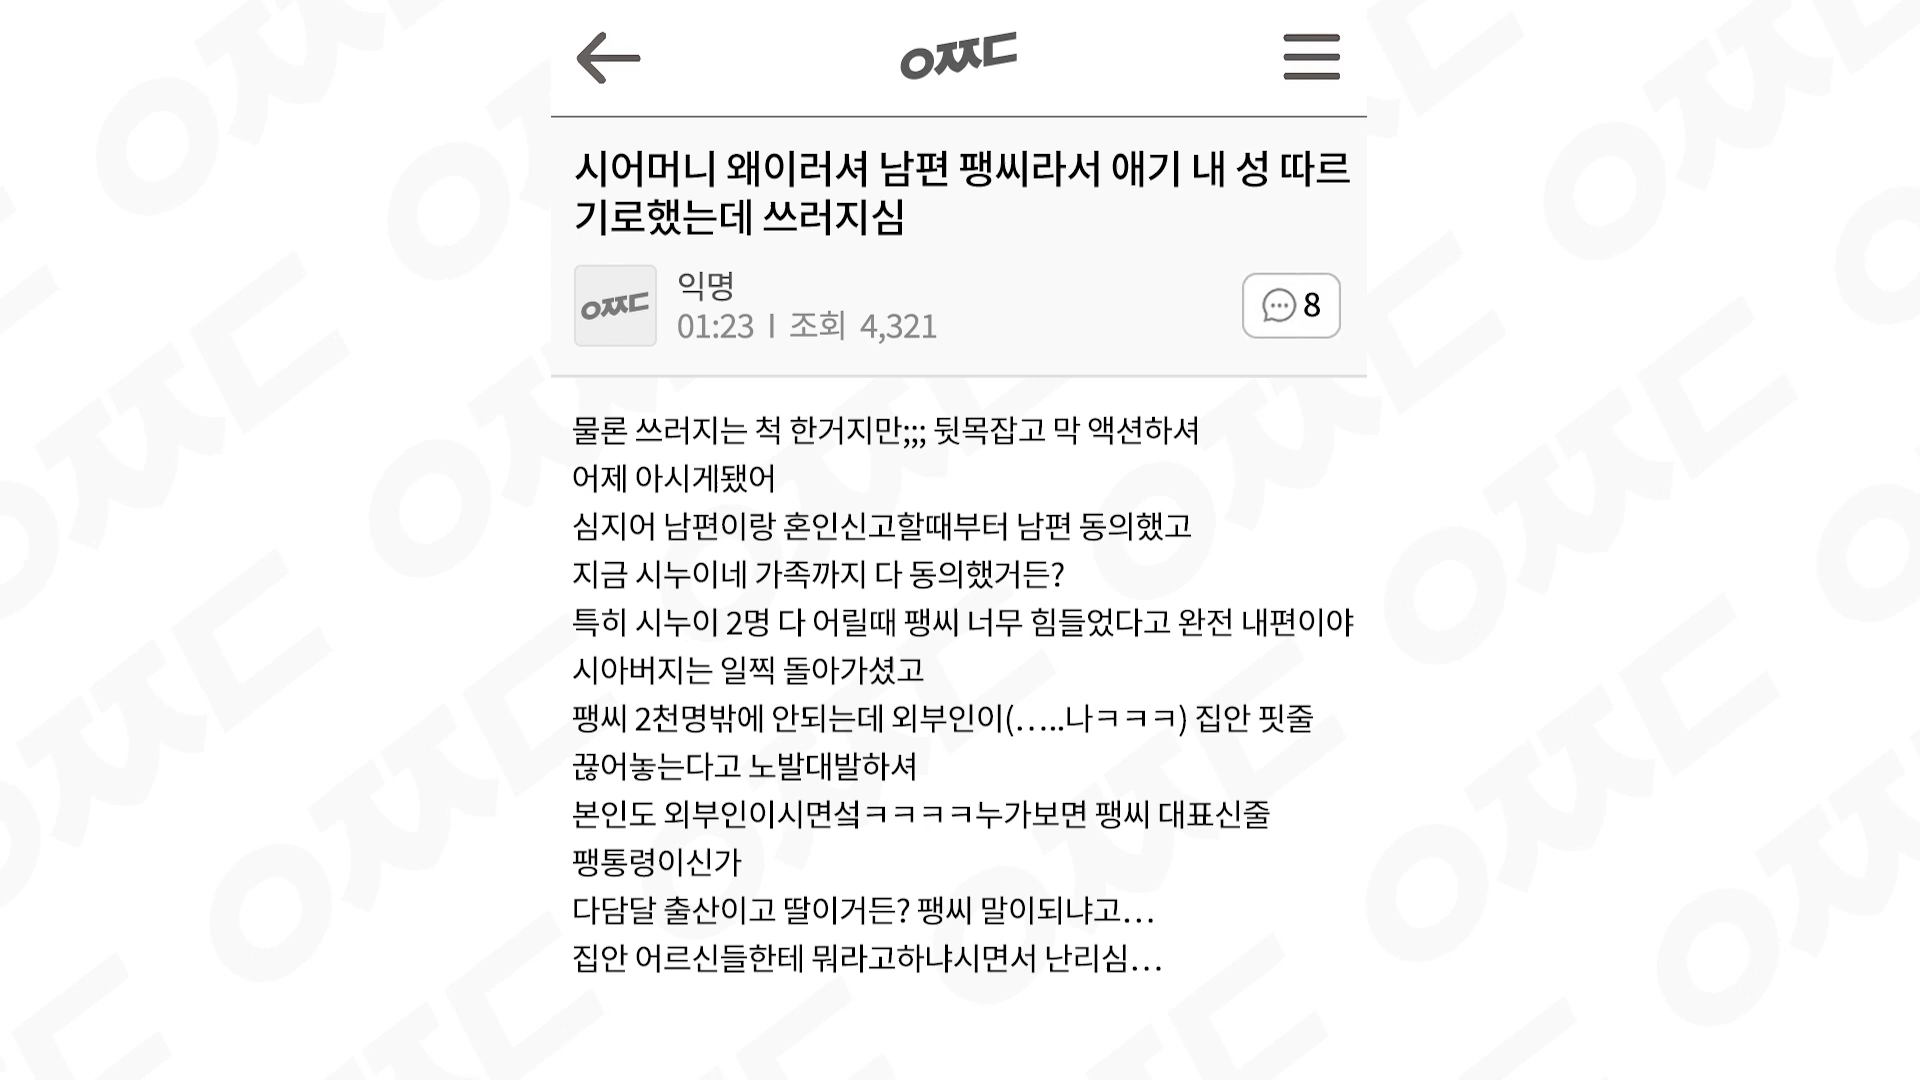 어쩌다
시어머니 왜이러셔 남편 팽씨라서 애기 내 성 따르
기로했는데 쓰러지심
익명
01:23 I 조회 4,321
8
물론 쓰러지는 척 한거지만;;; 뒷목잡고 막 액션하셔
어제 아시게됐어
심지어 남편이랑 혼인신고할때부터 남편 동의했고
지금 시누이네 가족까지 다 동의했거든?
특히 시누이 2명 다 어릴때 팽씨 너무 힘들었다고 완전 내편이야
시아버지는 일찍 돌아가셨고
팽씨 2천명밖에 안되는데 외부인이(.....나ㅋㅋㅋ) 집안 핏줄
끊어놓는다고 노발대발하셔
본인도 외부인이시면섴ㅋㅋㅋㅋ누가보면 팽씨 대표신줄
팽통령이신가
다담달 출산이고 딸이거든? 팽씨 말이되냐고...
집안 어르신들한테 뭐라고하냐시면서 난리심...